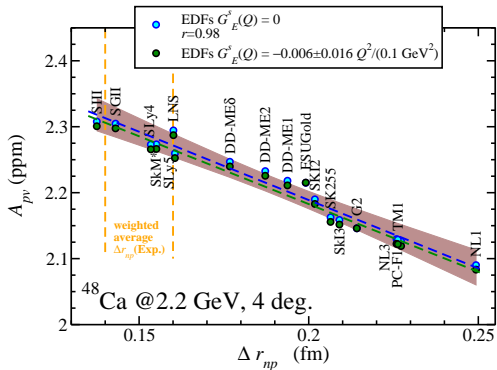 EDFs G^s_E(Q) = 0
r=0.98
EDFs G^s_E(Q) = −0.006±0.016 Q²/(0.1 GeV²)
2.4
2.3
2.2
2.1
2
A_pv (ppm)
SIII
SGII
SLy4
SkM*
SLy5
LNS
DD-MEδ
DD-ME2
DD-ME1
FSUGold
SKI2
SK255
SkI3
G2
NL3
PC-F1
TM1
NL1
weighted
average
Δr_np (Exp.)
⁴⁸Ca @2.2 GeV, 4 deg.
0.15
0.2
0.25
Δ r_np (fm)